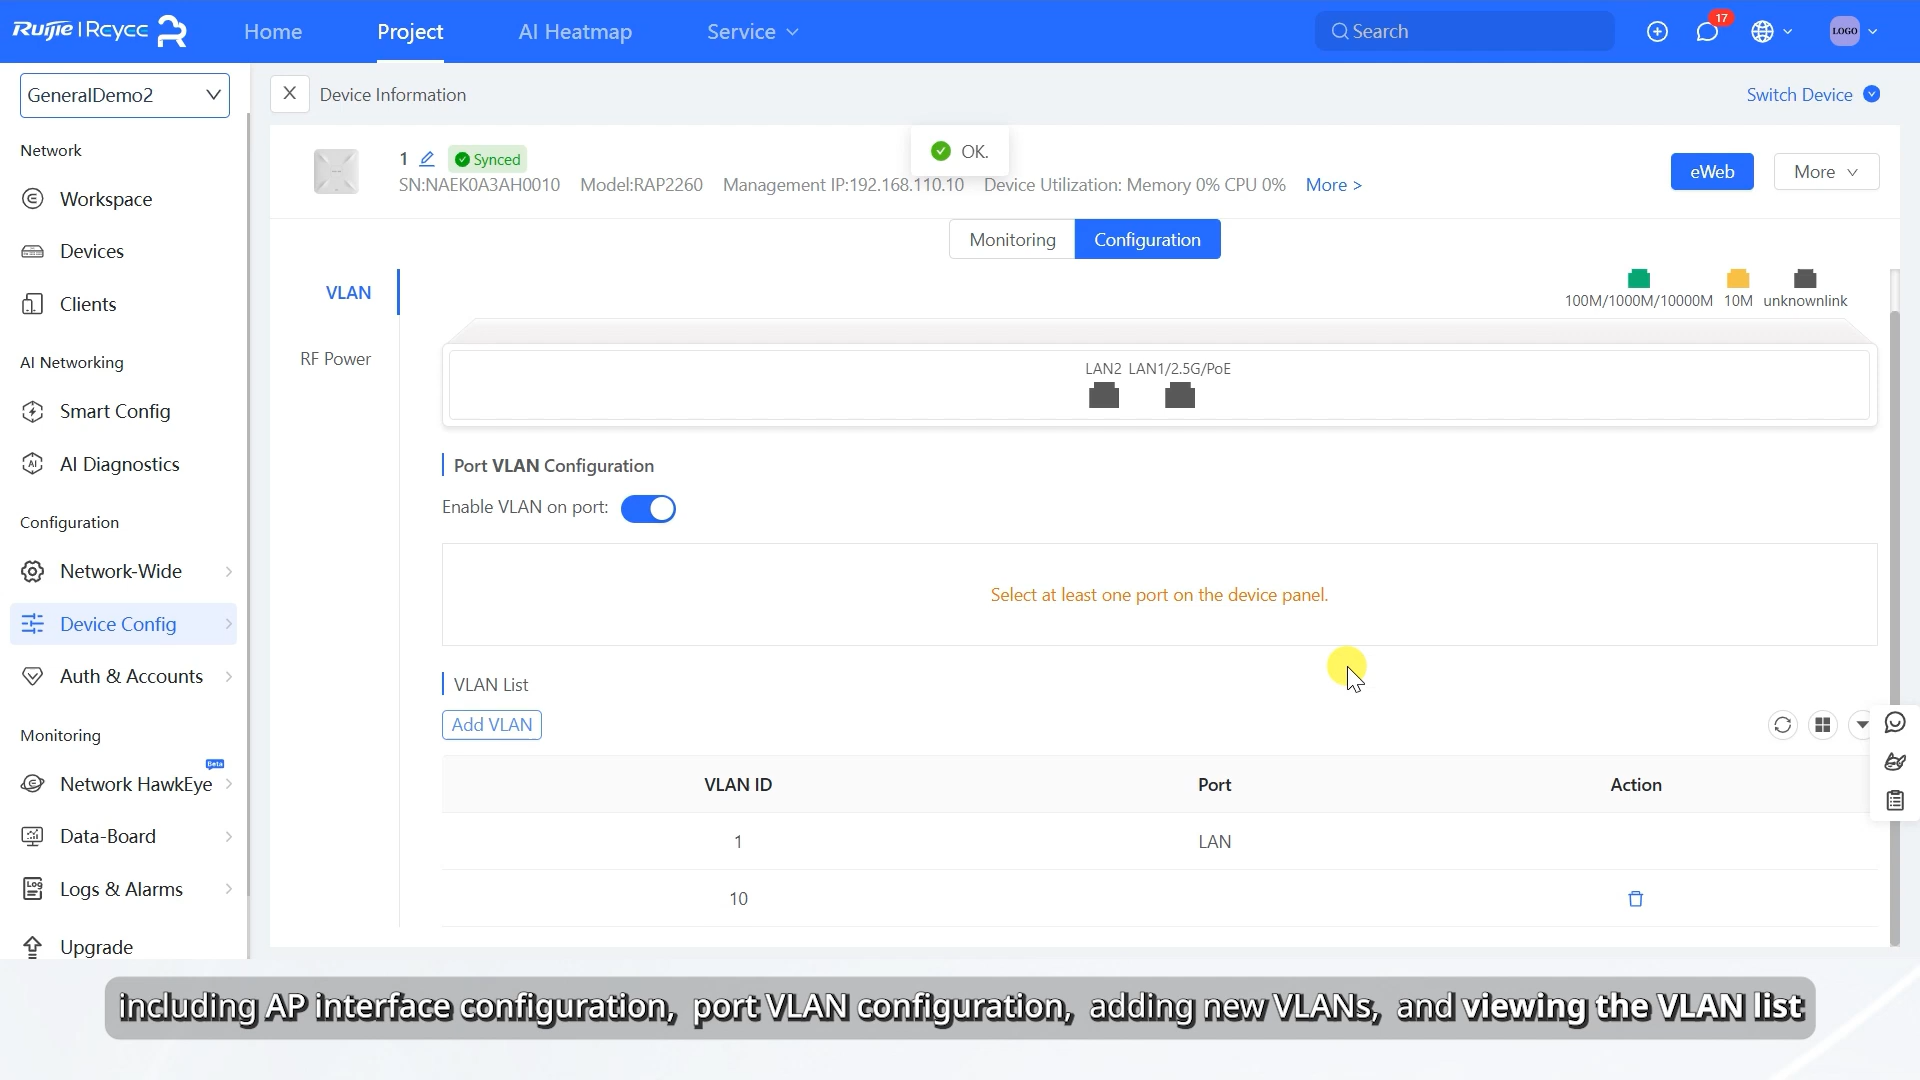 Ruijie | Reyee
Home
Project
AI Heatmap
Service
Search
17
LOGO
GeneralDemo2
X
Device Information
Switch Device
Network
Workspace
Devices
Clients
AI Networking
Smart Config
AI Diagnostics
Configuration
Network-Wide
Device Config
Auth & Accounts
Monitoring
Beta
Network HawkEye
Data-Board
Logs & Alarms
Upgrade
1
Synced
OK.
SN:NAEK0A3AH0010 Model:RAP2260 Management IP:192.168.110.10 Device Utilization: Memory 0% CPU 0% More >
eWeb
More
Monitoring
Configuration
VLAN
RF Power
100M/1000M/10000M 10M unknownlink
LAN2 LAN1/2.5G/PoE
Port VLAN Configuration
Enable VLAN on port:
Select at least one port on the device panel.
VLAN List
Add VLAN
VLAN ID Port Action
1 LAN
10
including AP interface configuration, port VLAN configuration, adding new VLANs, and viewing the VLAN list